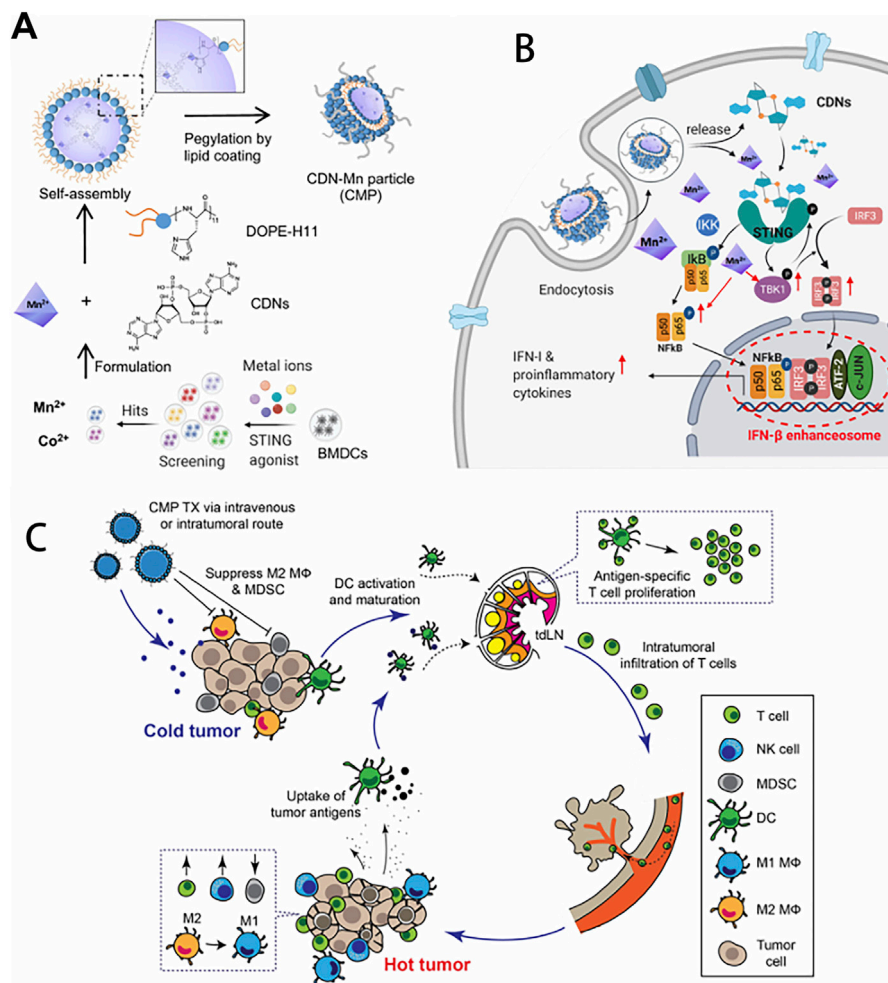 A
Self-assembly
Pegylation by
lipid coating
CDN-Mn particle
(CMP)
DOPE-H11
Mn²⁺
+
CDNs
Formulation
Metal ions
Mn²⁺
Co²⁺
Hits
Screening
STING
agonist
BMDCs
B
CDNs
release
Mn²⁺
Mn²⁺
Mn²⁺
Mn²⁺
IKK
STING
P
IRF3
Endocytosis
P
IkB
p50
p65
Mn²⁺
P
TBK1
IRF3
IRF3
P
P
P
p50
p65
NFkB
IFN-I &
proinflammatory
cytokines
NFkB
P
p50
p65
IRF3
P
P
IRF3
ATF-2
c-JUN
IFN-β enhanceosome
C
CMP TX via intravenous
or intratumoral route
Suppress M2 MΦ
& MDSC
DC activation
and maturation
tdLN
Antigen-specific
T cell proliferation
Intratumoral
infiltration of T cells
Cold tumor
Uptake of
tumor antigens
M2
M1
Hot tumor
T cell
NK cell
MDSC
DC
M1 MΦ
M2 MΦ
Tumor
cell